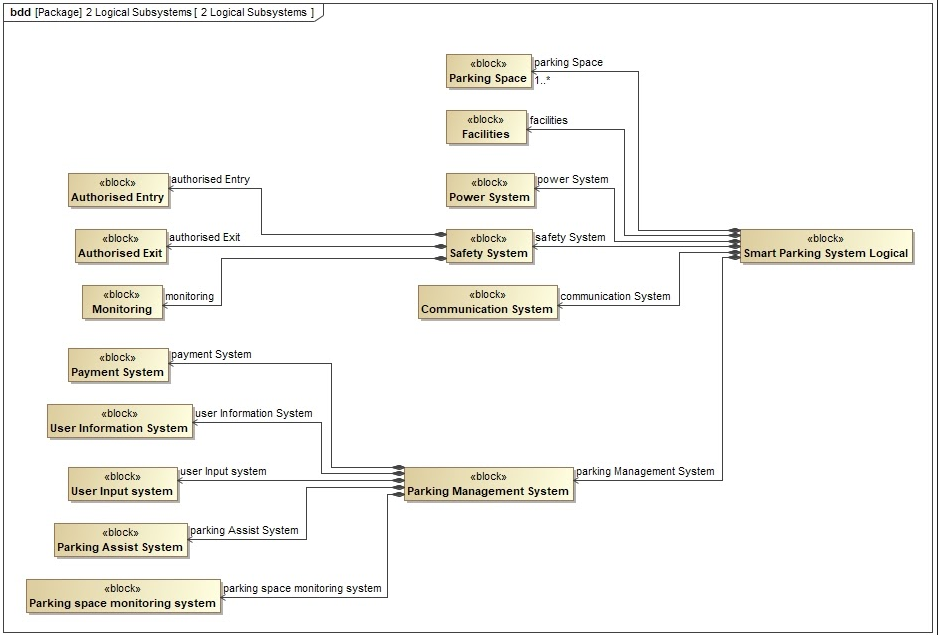 bdd [Package] 2 Logical Subsystems [ 2 Logical Subsystems ]
«block»
Parking Space
parking Space
1..*
«block»
Facilities
facilities
«block»
Authorised Entry
authorised Entry
«block»
Power System
power System
«block»
Authorised Exit
authorised Exit
«block»
Safety System
safety System
«block»
Smart Parking System Logical
«block»
Monitoring
monitoring
«block»
Communication System
communication System
«block»
Payment System
payment System
«block»
User Information System
user Information System
«block»
User Input system
user Input system
«block»
Parking Management System
parking Management System
«block»
Parking Assist System
parking Assist System
«block»
Parking space monitoring system
parking space monitoring system